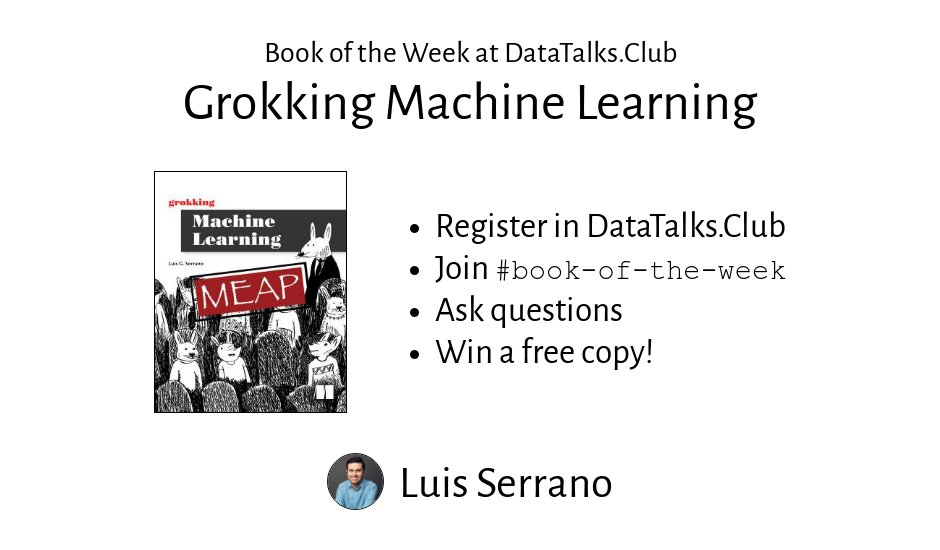 Book of the Week at DataTalks.Club
Grokking Machine Learning
grokking
Machine
Learning
Luis G. Serrano
MEAP
• Register in DataTalks.Club
• Join #book-of-the-week
• Ask questions
• Win a free copy!
Luis Serrano